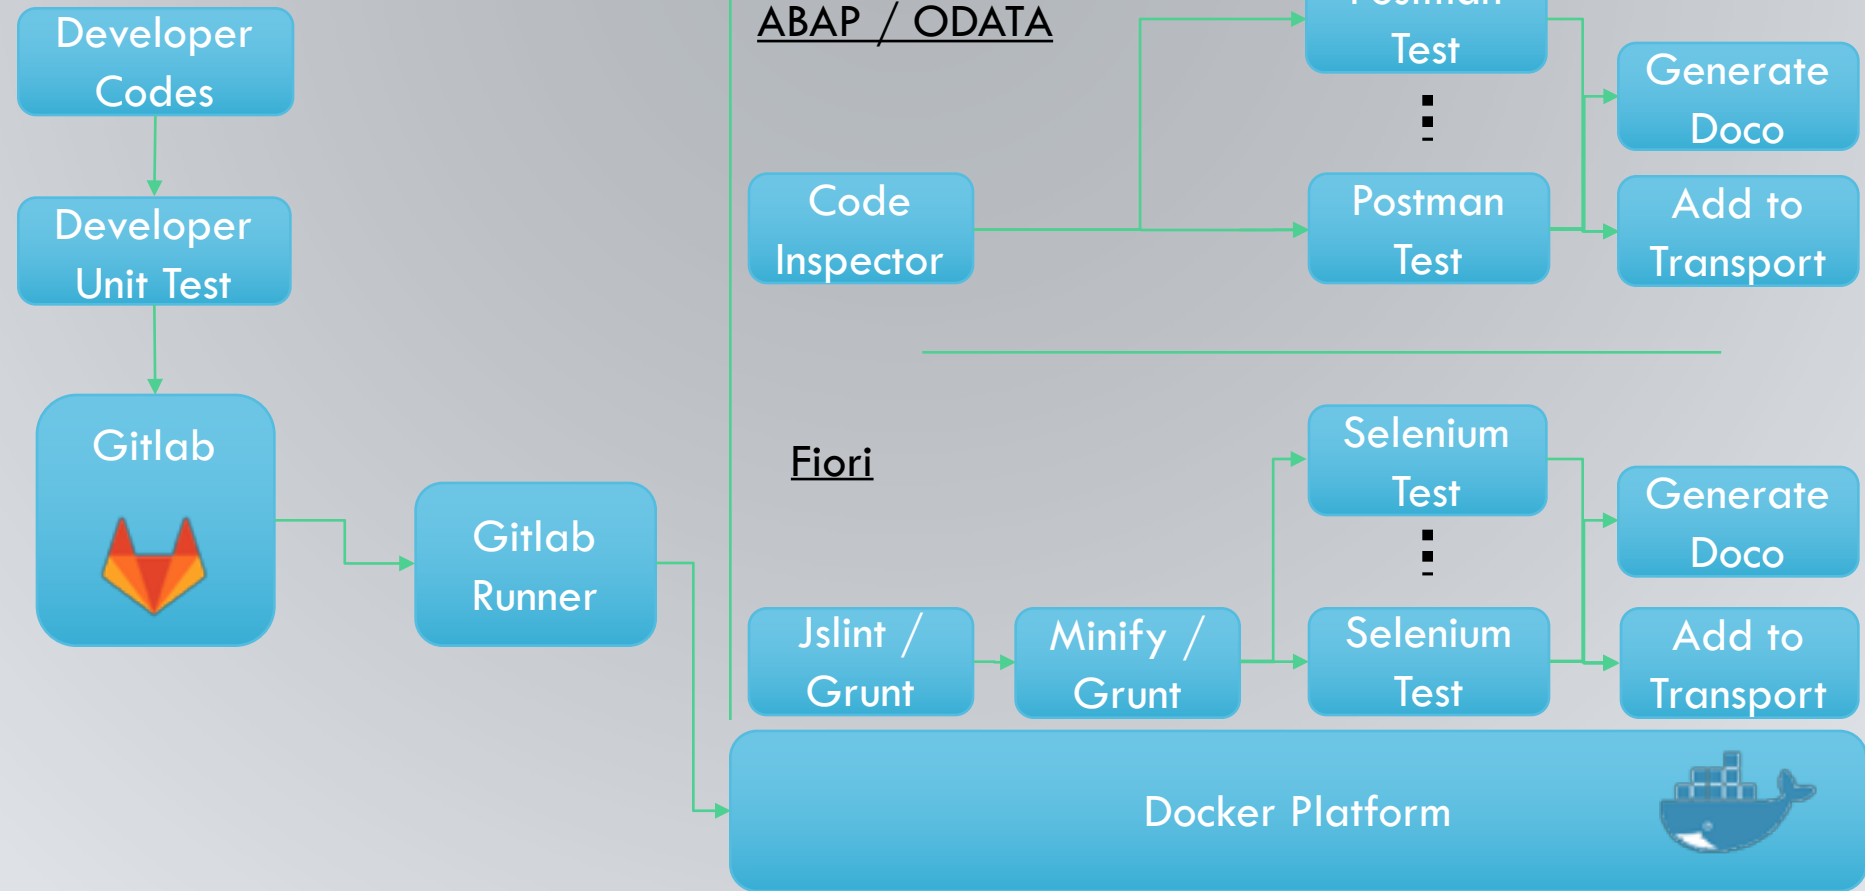 Developer
Codes
Developer
Unit Test
Gitlab
Gitlab
Runner
ABAP / ODATA
Postman
Test
Generate
Doco
Code
Inspector
Postman
Test
Add to
Transport
Fiori
Selenium
Test
Generate
Doco
Jslint /
Grunt
Minify /
Grunt
Selenium
Test
Add to
Transport
Docker Platform